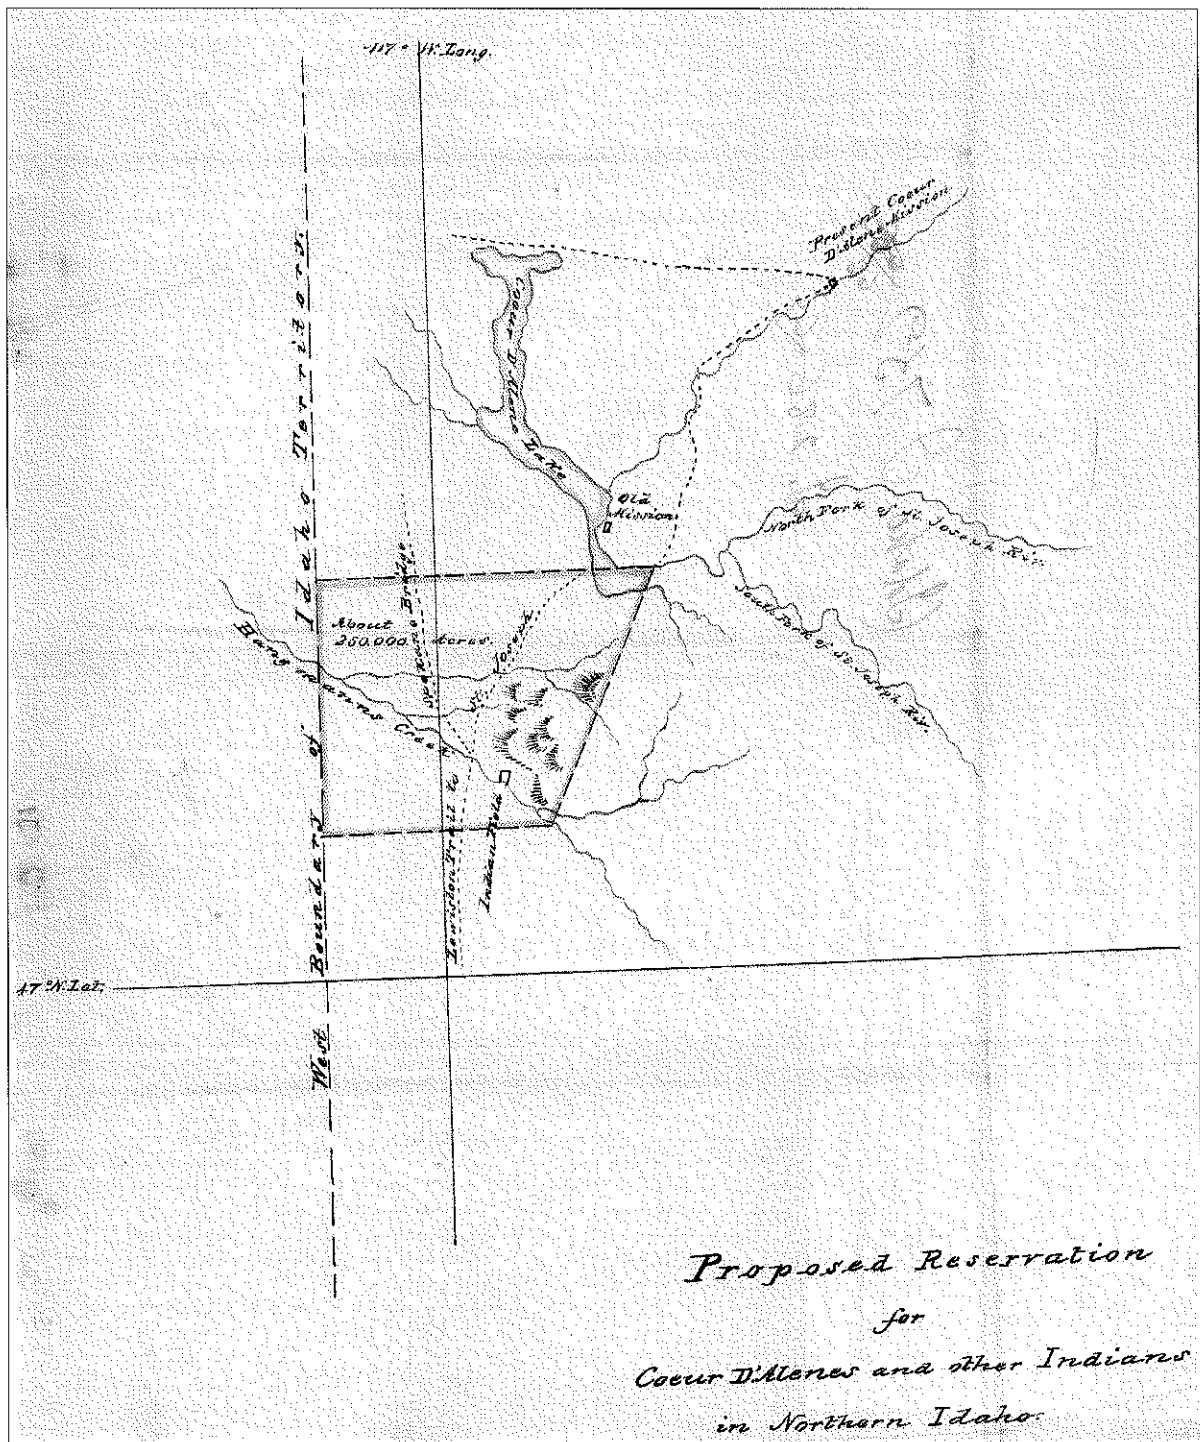 117° W. Long.
Present Coeur
D'alene Mission
Coeur D'Alene Lake
Old
Mission.
North Fork of St Joseph Riv.
South Fork of St. Joseph Riv.
About
250.000 Acres.
Hangmans Creek
Spokane Bridge
St. Joseph.
Lewiston Trail to
Indian Field
West Boundary of Idaho Territory.
47° N. Lat.
Proposed Reservation
for
Coeur D'Alenes and other Indians
in Northern Idaho.